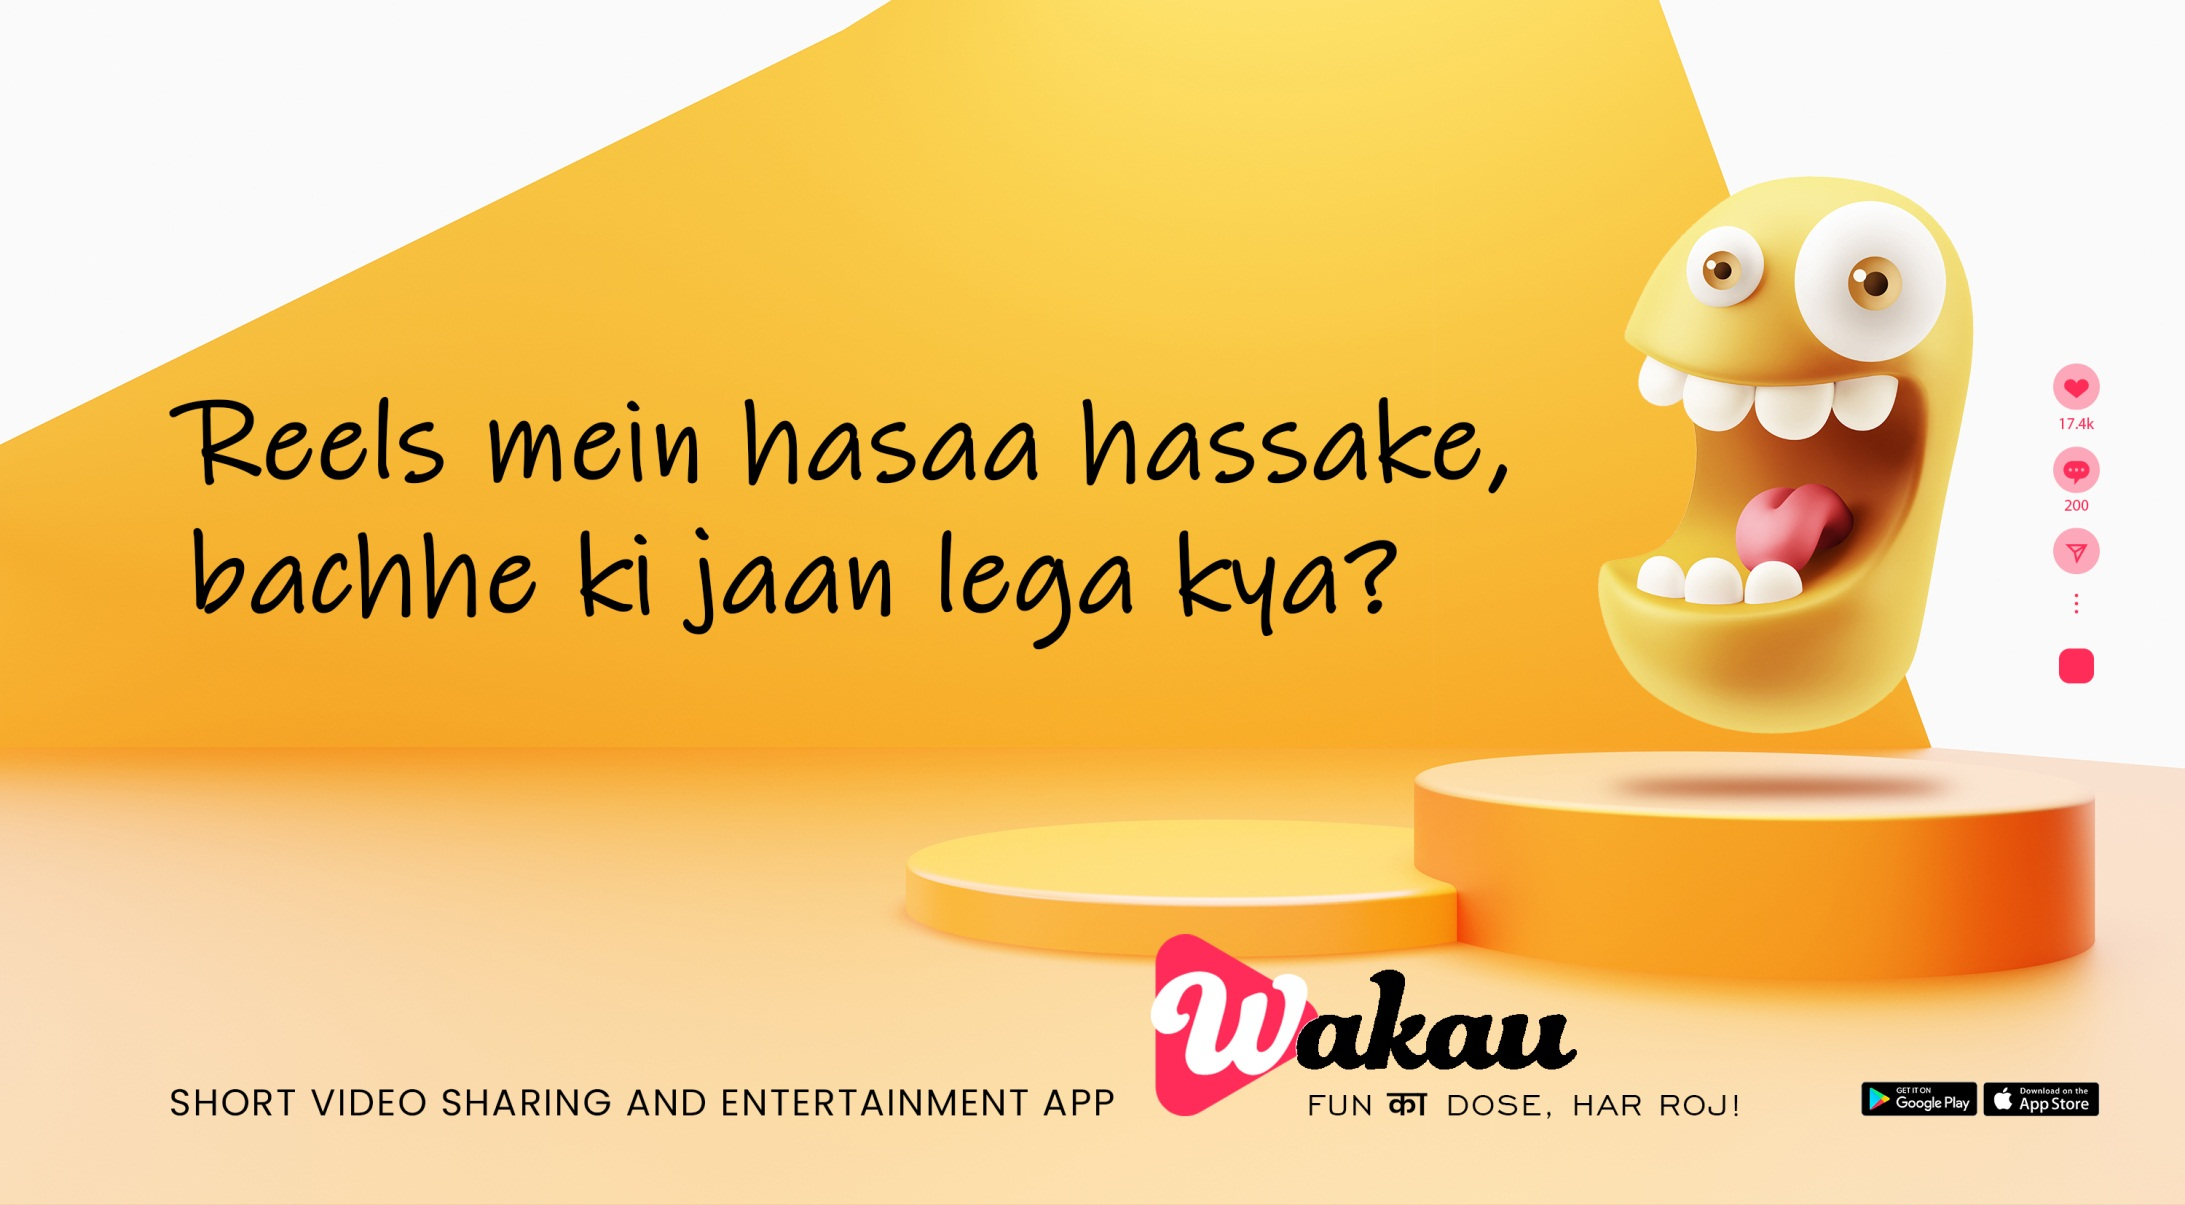 Reels mein hasaa hassake,
bachhe ki jaan lega kya?
17.4k
200
Wakau
SHORT VIDEO SHARING AND ENTERTAINMENT APP
FUN का DOSE, HAR ROJ!
GET IT ON
Google Play
Download on the
App Store